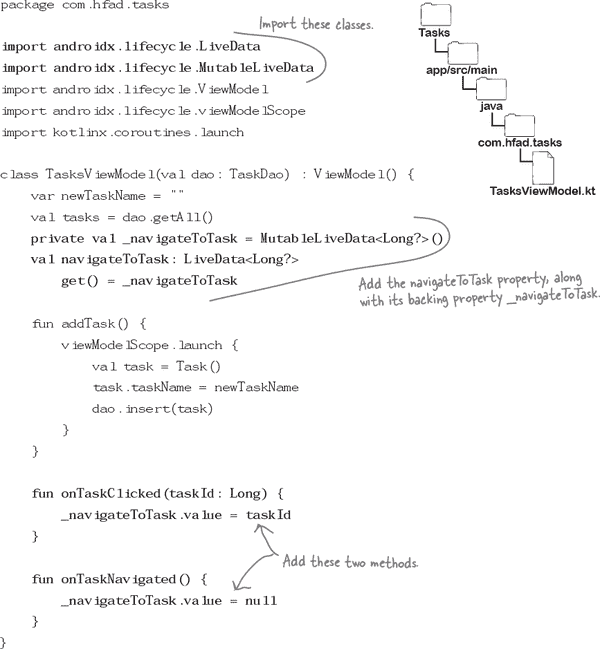 package com.hfad.tasks
Import these classes.
import androidx.lifecycle.LiveData
import androidx.lifecycle.MutableLiveData
import androidx.lifecycle.ViewModel
import androidx.lifecycle.viewModelScope
import kotlinx.coroutines.launch
Tasks
app/src/main
java
com.hfad.tasks
TasksViewModel.kt
class TasksViewModel(val dao: TaskDao) : ViewModel() {
var newTaskName = ""
val tasks = dao.getAll()
private val _navigateToTask = MutableLiveData<Long?>()
val navigateToTask: LiveData<Long?>
get() = _navigateToTask
Add the navigateToTask property, along
with its backing property _navigateToTask.
fun addTask() {
viewModelScope.launch {
val task = Task()
task.taskName = newTaskName
dao.insert(task)
}
}
fun onTaskClicked(taskId: Long) {
_navigateToTask.value = taskId
}
Add these two methods.
fun onTaskNavigated() {
_navigateToTask.value = null
}
}